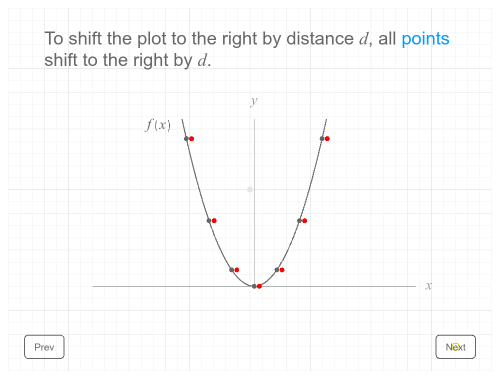 To shift the plot to the right by distance d, all points
shift to the right by d.
y
f(x)
x
Prev
Next